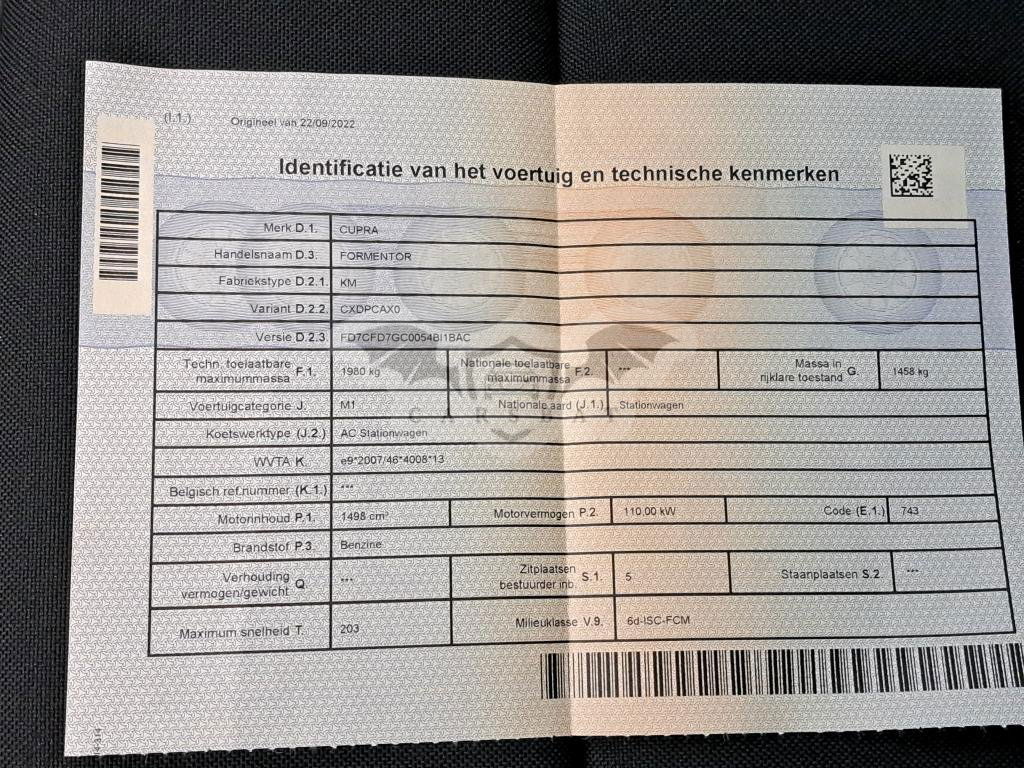 (I.1.) Origineel van 22/09/2022
Identificatie van het voertuig en technische kenmerken
Merk D.1. CUPRA
Handelsnaam D.3. FORMENTOR
Fabriekstype D.2.1. KM
Variant D.2.2. CXDPCAX0
Versie D.2.3. FD7CFD7GC0054BI1BAC
Techn. toelaatbare maximummassa F.1. 1980 kg Nationale toelaatbare maximummassa F.2. *** Massa in rijklare toestand G. 1458 kg
Voertuigcategorie J. M1 Nationale aard (J.1.) Stationwagen
CARSBAT
Koetswerktype (J.2.) AC Stationwagen
WVTA K. e9*2007/46*4008*13
Belgisch ref.nummer (K.1.) ***
Motorinhoud P.1. 1498 cm³ Motorvermogen P.2. 110,00 kW Code (E.1.) 743
Brandstof P.3. Benzine
Verhouding vermogen/gewicht Q. *** Zitplaatsen bestuurder inb. S.1. 5 Staanplaatsen S.2. ***
Maximum snelheid T. 203 Milieuklasse V.9. 6d-ISC-FCM